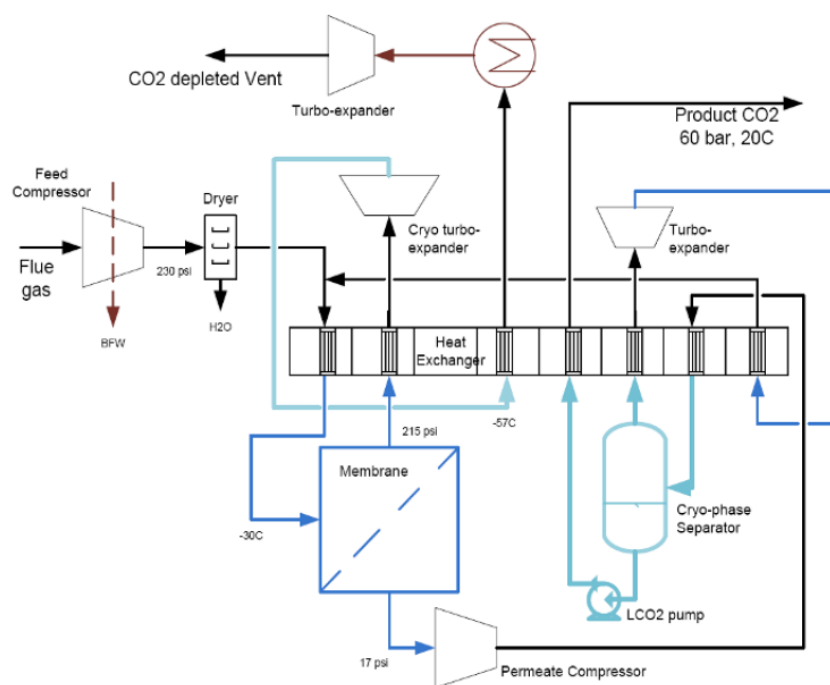 CO2 depleted Vent
Turbo-expander
Product CO2
60 bar, 20C
Feed
Compressor
Dryer
Cryo turbo-
expander
Turbo-
expander
Flue
gas
230 psi
BFW
H2O
Heat
Exchanger
215 psi
-57C
Membrane
-30C
Cryo-phase
Separator
LCO2 pump
17 psi
Permeate Compressor